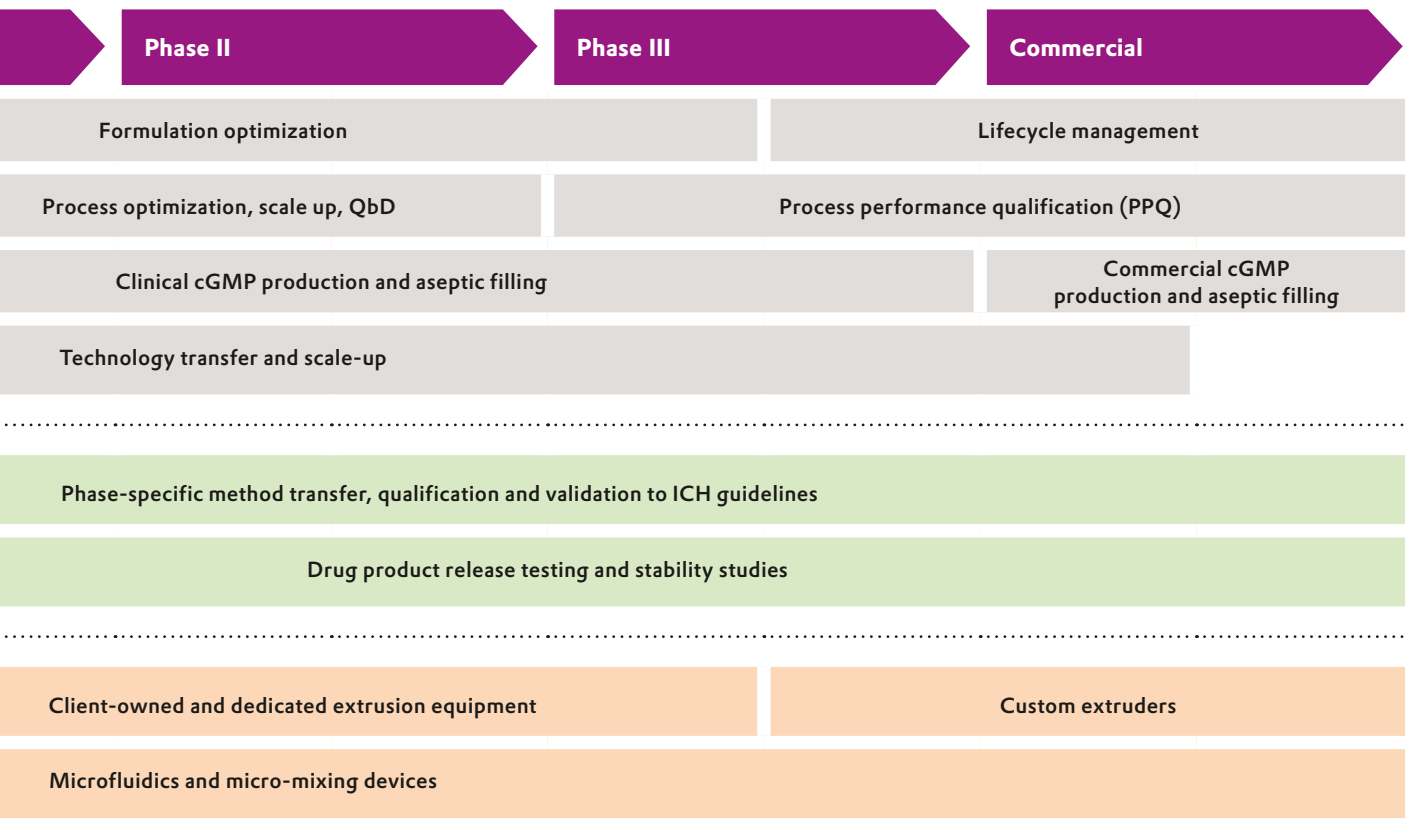 Phase II
Phase III
Commercial
Formulation optimization
Lifecycle management
Process optimization, scale up, QbD
Process performance qualification (PPQ)
Clinical cGMP production and aseptic filling
Commercial cGMP
production and aseptic filling
Technology transfer and scale-up
Phase-specific method transfer, qualification and validation to ICH guidelines
Drug product release testing and stability studies
Client-owned and dedicated extrusion equipment
Custom extruders
Microfluidics and micro-mixing devices